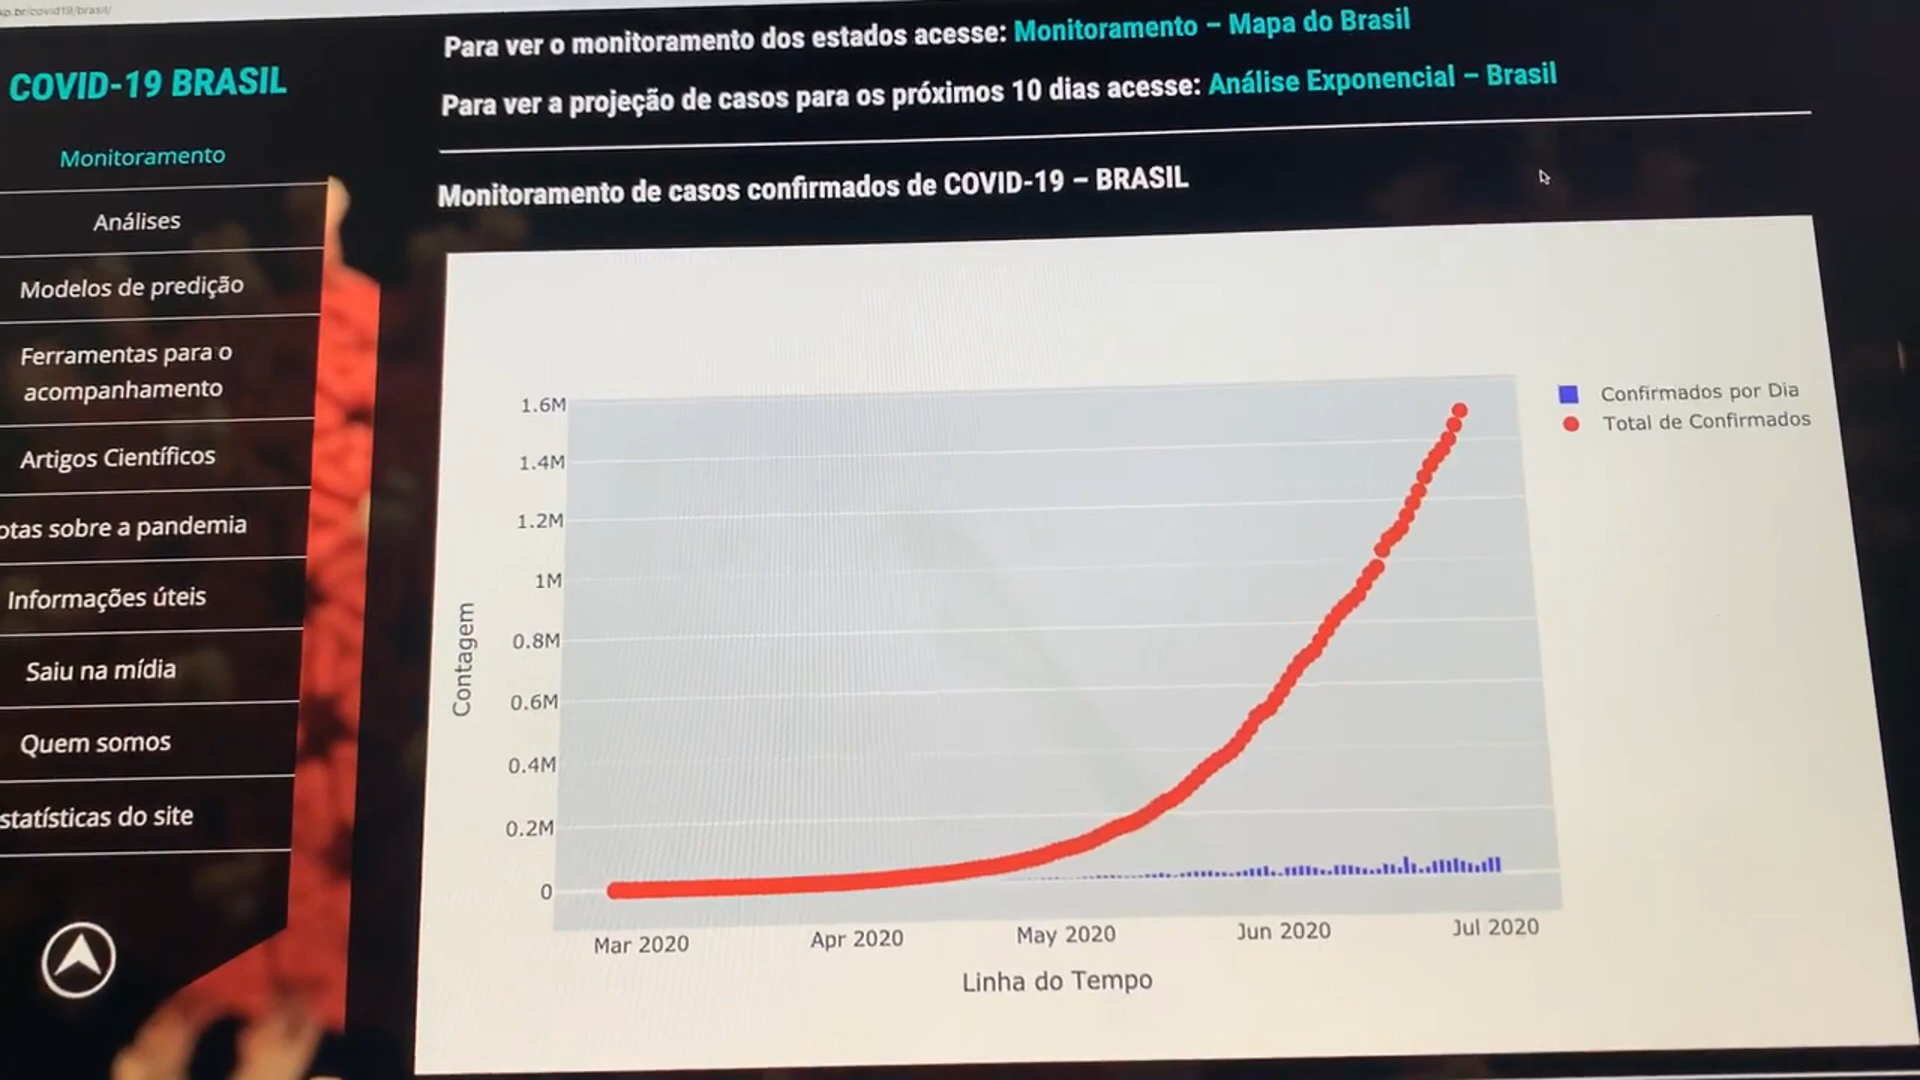 COVID-19 BRASIL
Monitoramento
Análises
Modelos de predição
Ferramentas para o
acompanhamento
Artigos Científicos
otas sobre a pandemia
Informações úteis
Saiu na mídia
Quem somos
statísticas do site
Para ver o monitoramento dos estados acesse: Monitoramento – Mapa do Brasil
Para ver a projeção de casos para os próximos 10 dias acesse: Análise Exponencial – Brasil
Monitoramento de casos confirmados de COVID-19 – BRASIL
Confirmados por Dia
Total de Confirmados
1.6M
1.4M
1.2M
1M
0.8M
0.6M
0.4M
0.2M
0
Contagem
Mar 2020 Apr 2020 May 2020 Jun 2020 Jul 2020
Linha do Tempo